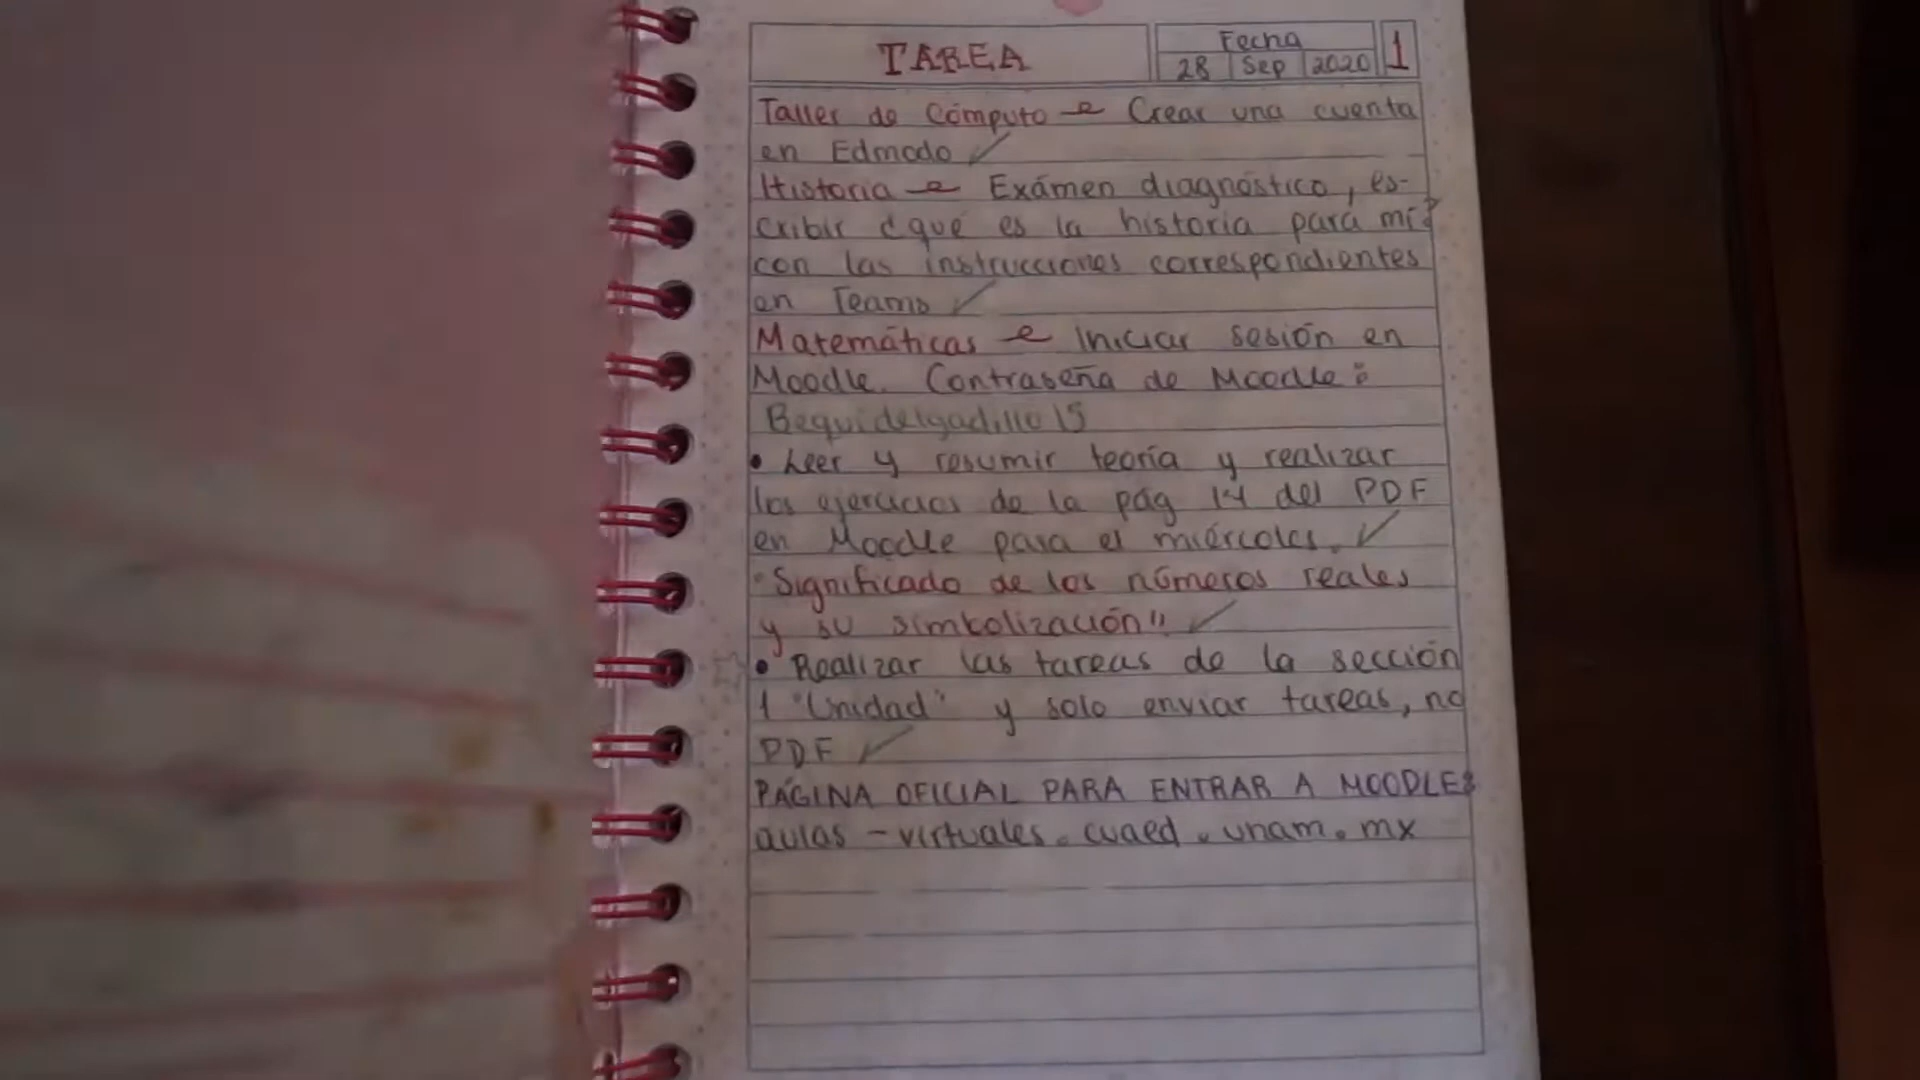 TAREA
Fecha
28 Sep 2020
1
Taller de Cómputo → Crear una cuenta
en Edmodo ✓
Historia → Exámen diagnóstico, es-
cribir ¿qué es la historia para mí?
con las instrucciones correspondientes
en Teams ✓
Matemáticas → Iniciar sesión en
Moodle. Contraseña de Moodle:
Bequidelgadillo15
• Leer y resumir teoría y realizar
los ejercicios de la pág 14 del PDF
en Moodle para el miércoles. ✓
"Significado de los números reales
y su simbolización" ✓
• Realizar las tareas de la sección
1 "Unidad" y solo enviar tareas, no
PDF ✓
PÁGINA OFICIAL PARA ENTRAR A MOODLE:
aulas-virtuales.cuaed.unam.mx